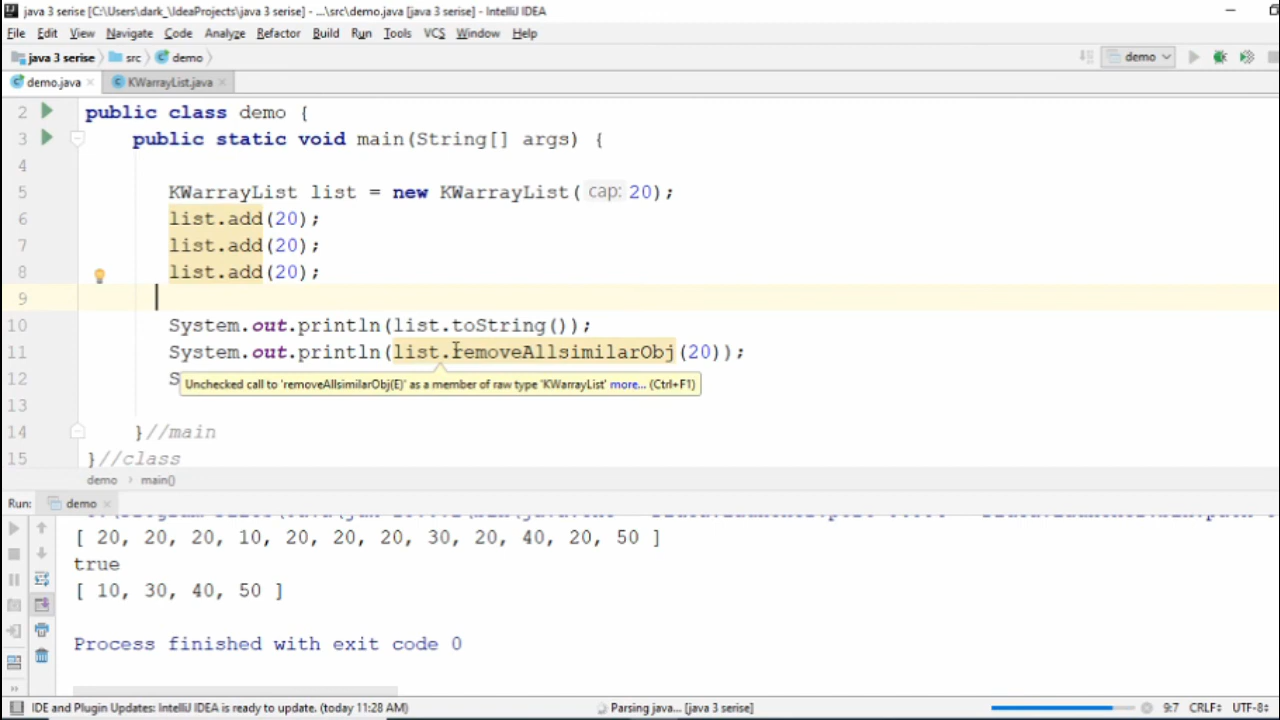 java 3 serise [C:\Users\dark_\IdeaProjects\java 3 serise] - ...\src\demo.java [java 3 serise] - IntelliJ IDEA
File Edit View Navigate Code Analyze Refactor Build Run Tools VCS Window Help
java 3 serise src demo demo
demo.java KWarrayList.java
2 public class demo {
3 public static void main(String[] args) {
4
5 KWarrayList list = new KWarrayList( cap: 20);
6 list.add(20);
7 list.add(20);
8 list.add(20);
9
10 System.out.println(list.toString());
11 System.out.println(list.removeAllsimilarObj(20));
12 S
Unchecked call to 'removeAllsimilarObj(E)' as a member of raw type 'KWarrayList' more... (Ctrl+F1)
13
14 }//main
15 }//class
demo main()
Run: demo
[ 20, 20, 20, 10, 20, 20, 20, 30, 20, 40, 20, 50 ]
true
[ 10, 30, 40, 50 ]
Process finished with exit code 0
IDE and Plugin Updates: IntelliJ IDEA is ready to update. (today 11:28 AM) Parsing java... [java 3 serise] 9:7 CRLF UTF-8